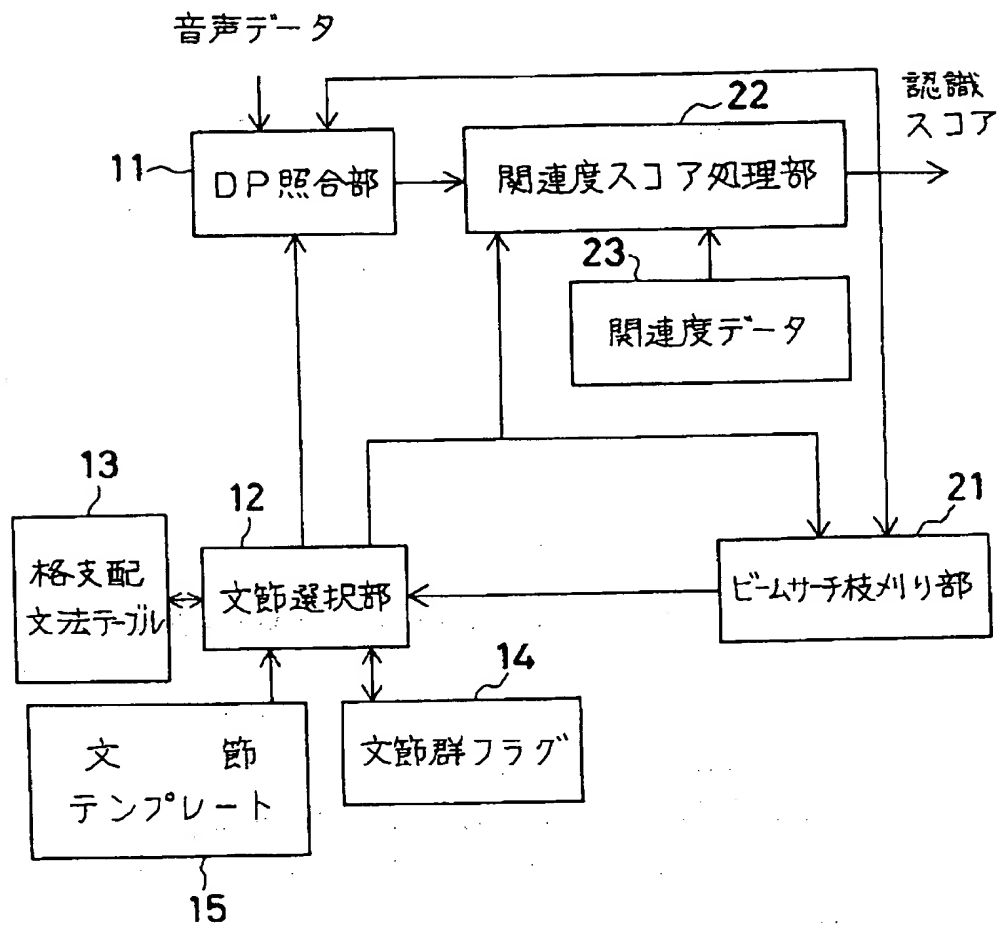 音声データ
認識
スコア
22
11
DP照合部
関連度スコア処理部
23
関連度データ
13
12
21
格支配
文法テーブル
文節選択部
ビームサーチ枝刈り部
14
文節
テンプレート
文節群フラグ
15